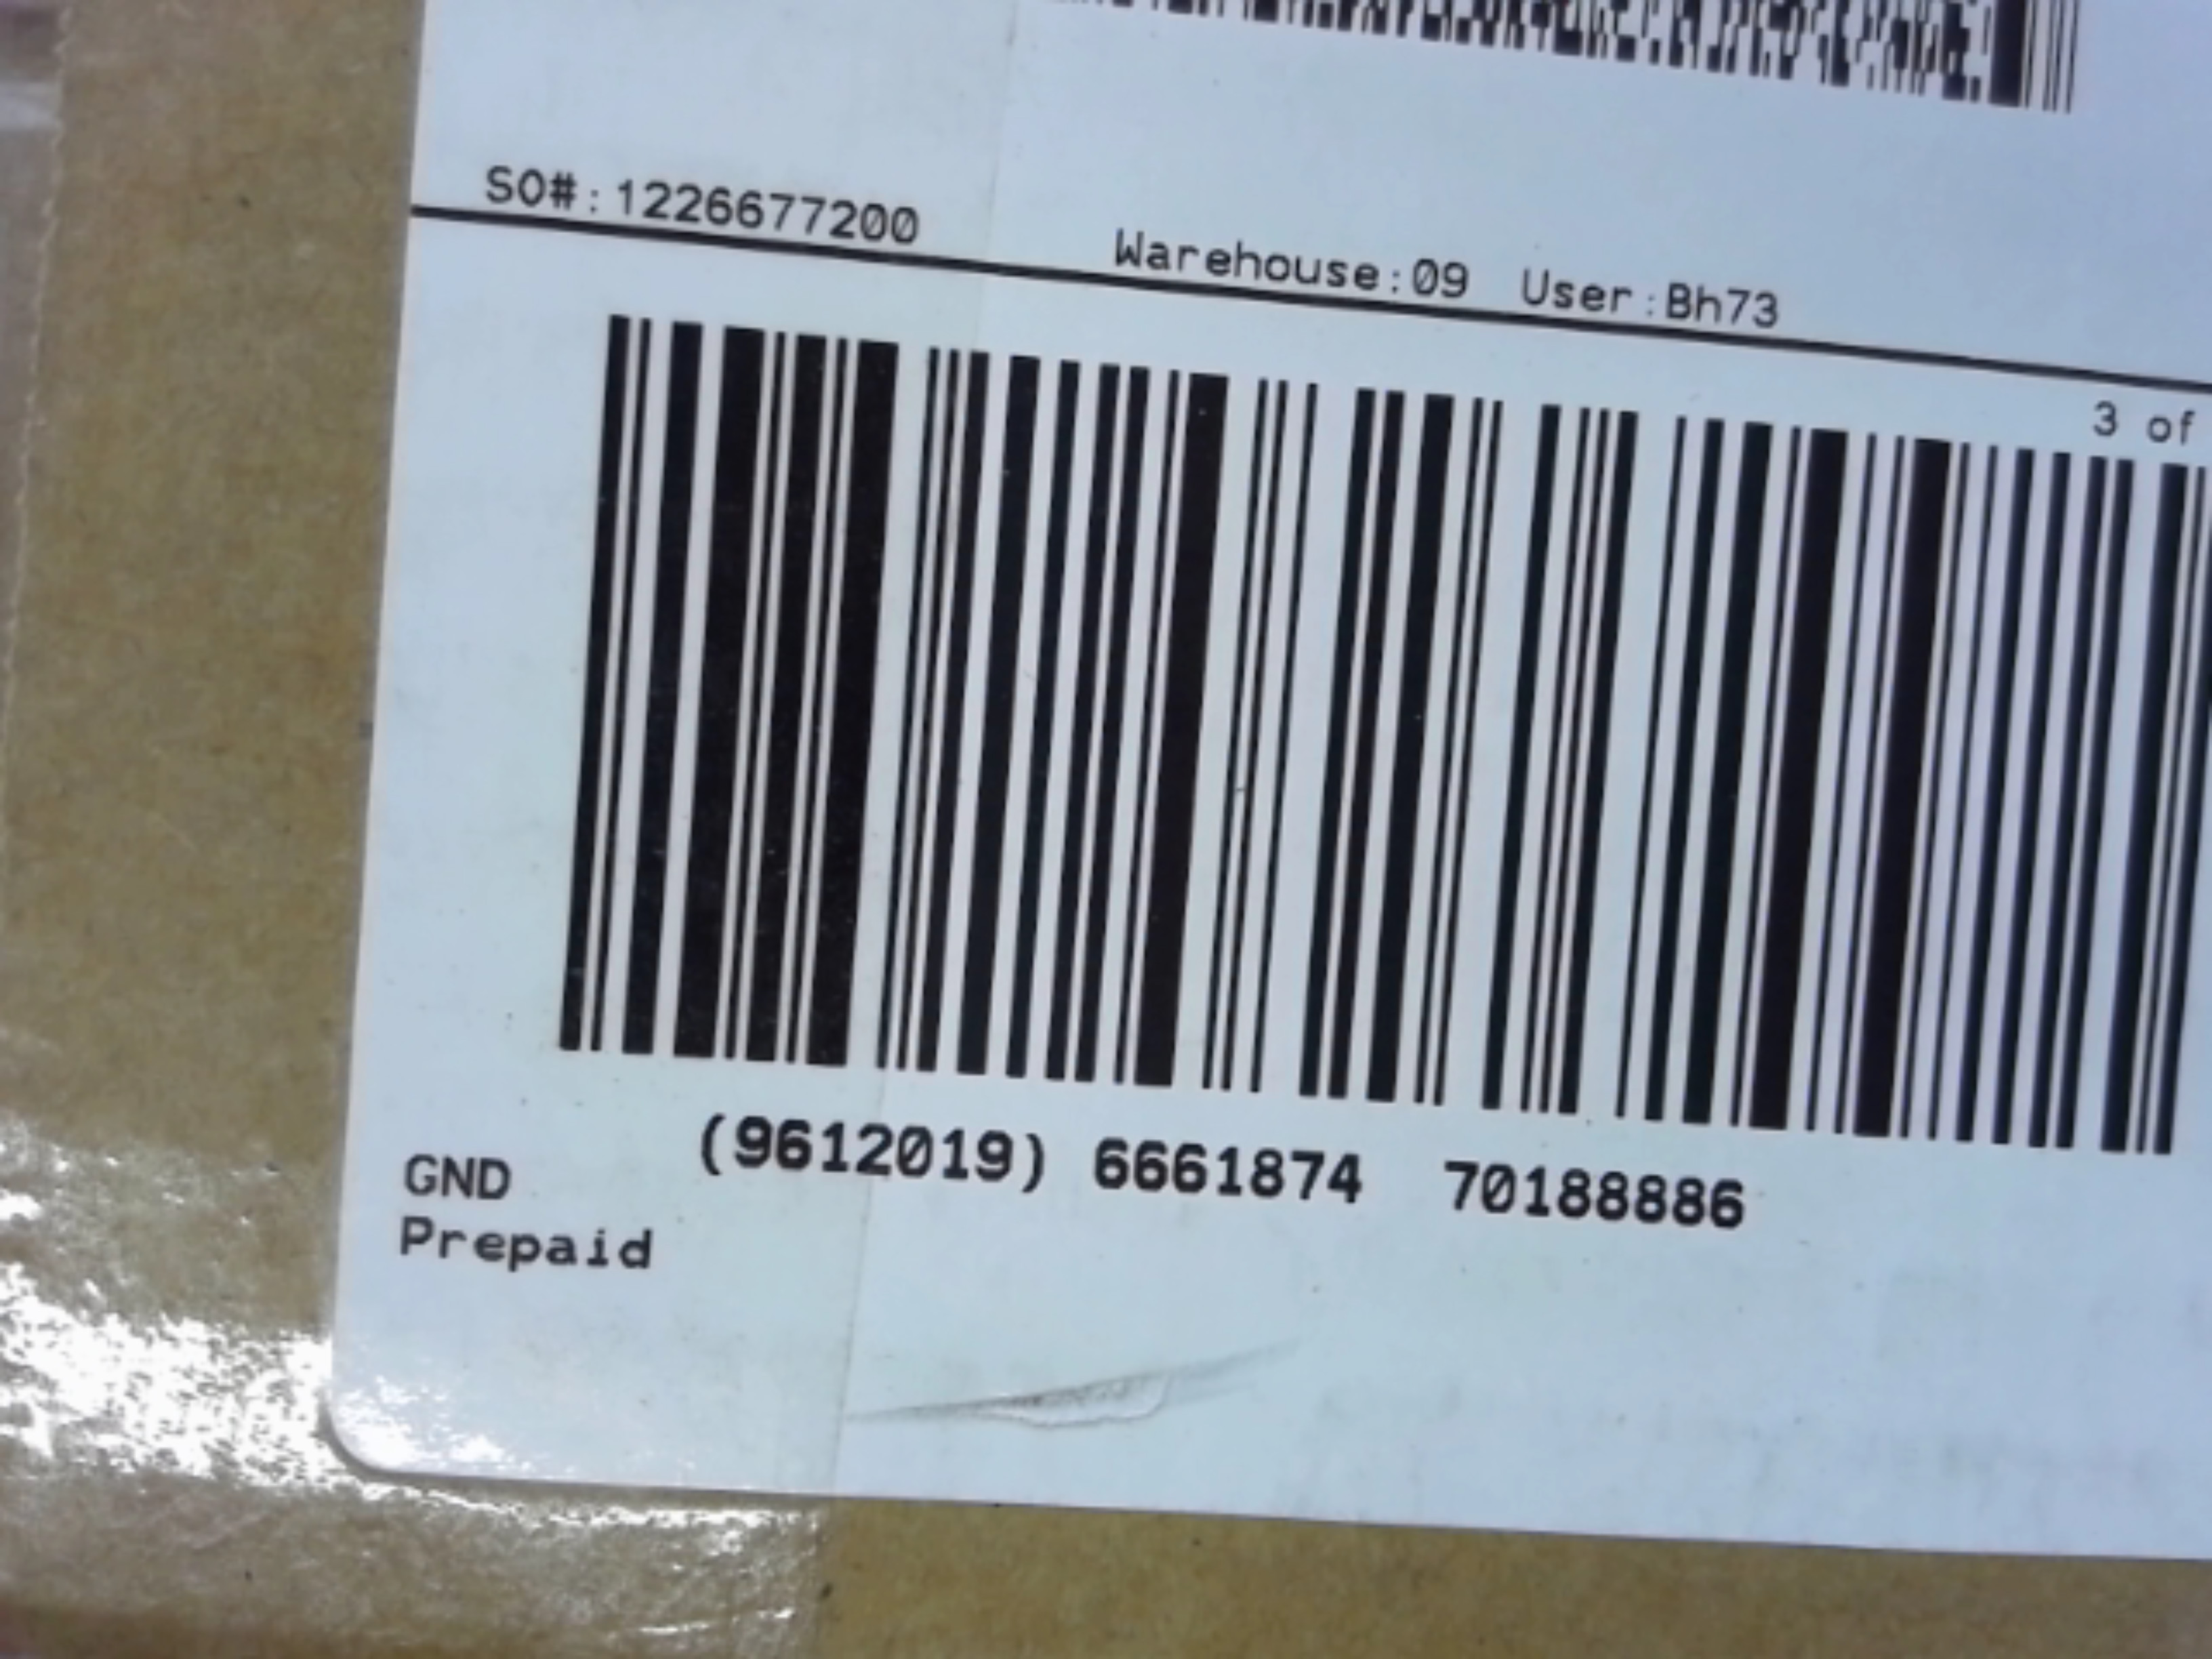 SO#:1226677200
Warehouse:09 User:Bh73
3 of
(9612019) 6661874 70188886
GND
Prepaid